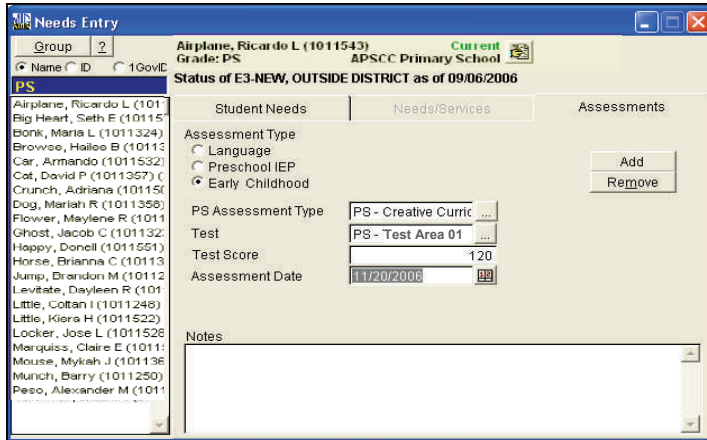 Needs Entry
Group ?
Name ID 1GovID
PS
Airplane, Ricardo L (101
Big Heart, Seth E (10115
Bonk, Maria L (1011324)
Browse, Hailee B (10113
Car, Armando (1011532)
Cat, David P (1011357) (
Crunch, Adriana (101150
Dog, Mariah R (1011358)
Flower, Maylene R (1011
Ghost, Jacob C (101132
Happy, Donell (1011551)
Horse, Brianna C (10113
Jump, Brandon M (10112
Levitate, Dayleen R (101
Little, Coltan I (1011248)
Little, Kiera H (1011522)
Locker, Jose L (1011528
Marquiss, Claire E (1011
Mouse, Mykah J (101136
Munch, Barry (1011250)
Peso, Alexander M (1011
Airplane, Ricardo L (1011543) Current
Grade: PS APSCC Primary School
Status of E3-NEW, OUTSIDE DISTRICT as of 09/06/2006
Student Needs Needs/Services Assessments
Assessment Type
Language
Preschool IEP
Early Childhood
Add
Remove
PS Assessment Type PS - Creative Curric ...
Test PS - Test Area 01 ...
Test Score 120
Assessment Date 11/20/2006
Notes